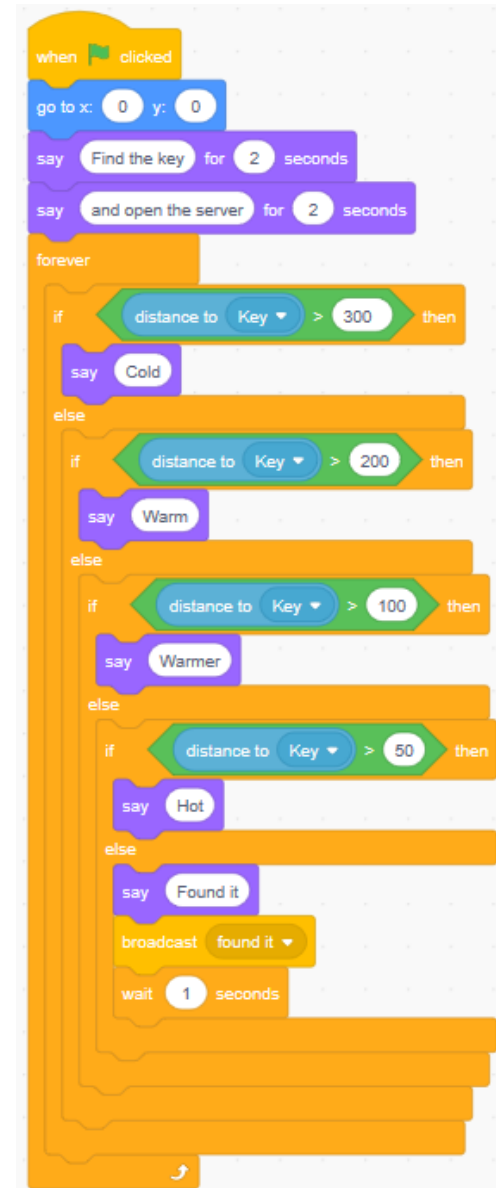 when clicked
go to x: 0 y: 0
say Find the key for 2 seconds
say and open the server for 2 seconds
forever
if distance to Key > 300 then
say Cold
else
if distance to Key > 200 then
say Warm
else
if distance to Key > 100 then
say Warmer
else
if distance to Key > 50 then
say Hot
else
say Found it
broadcast found it
wait 1 seconds